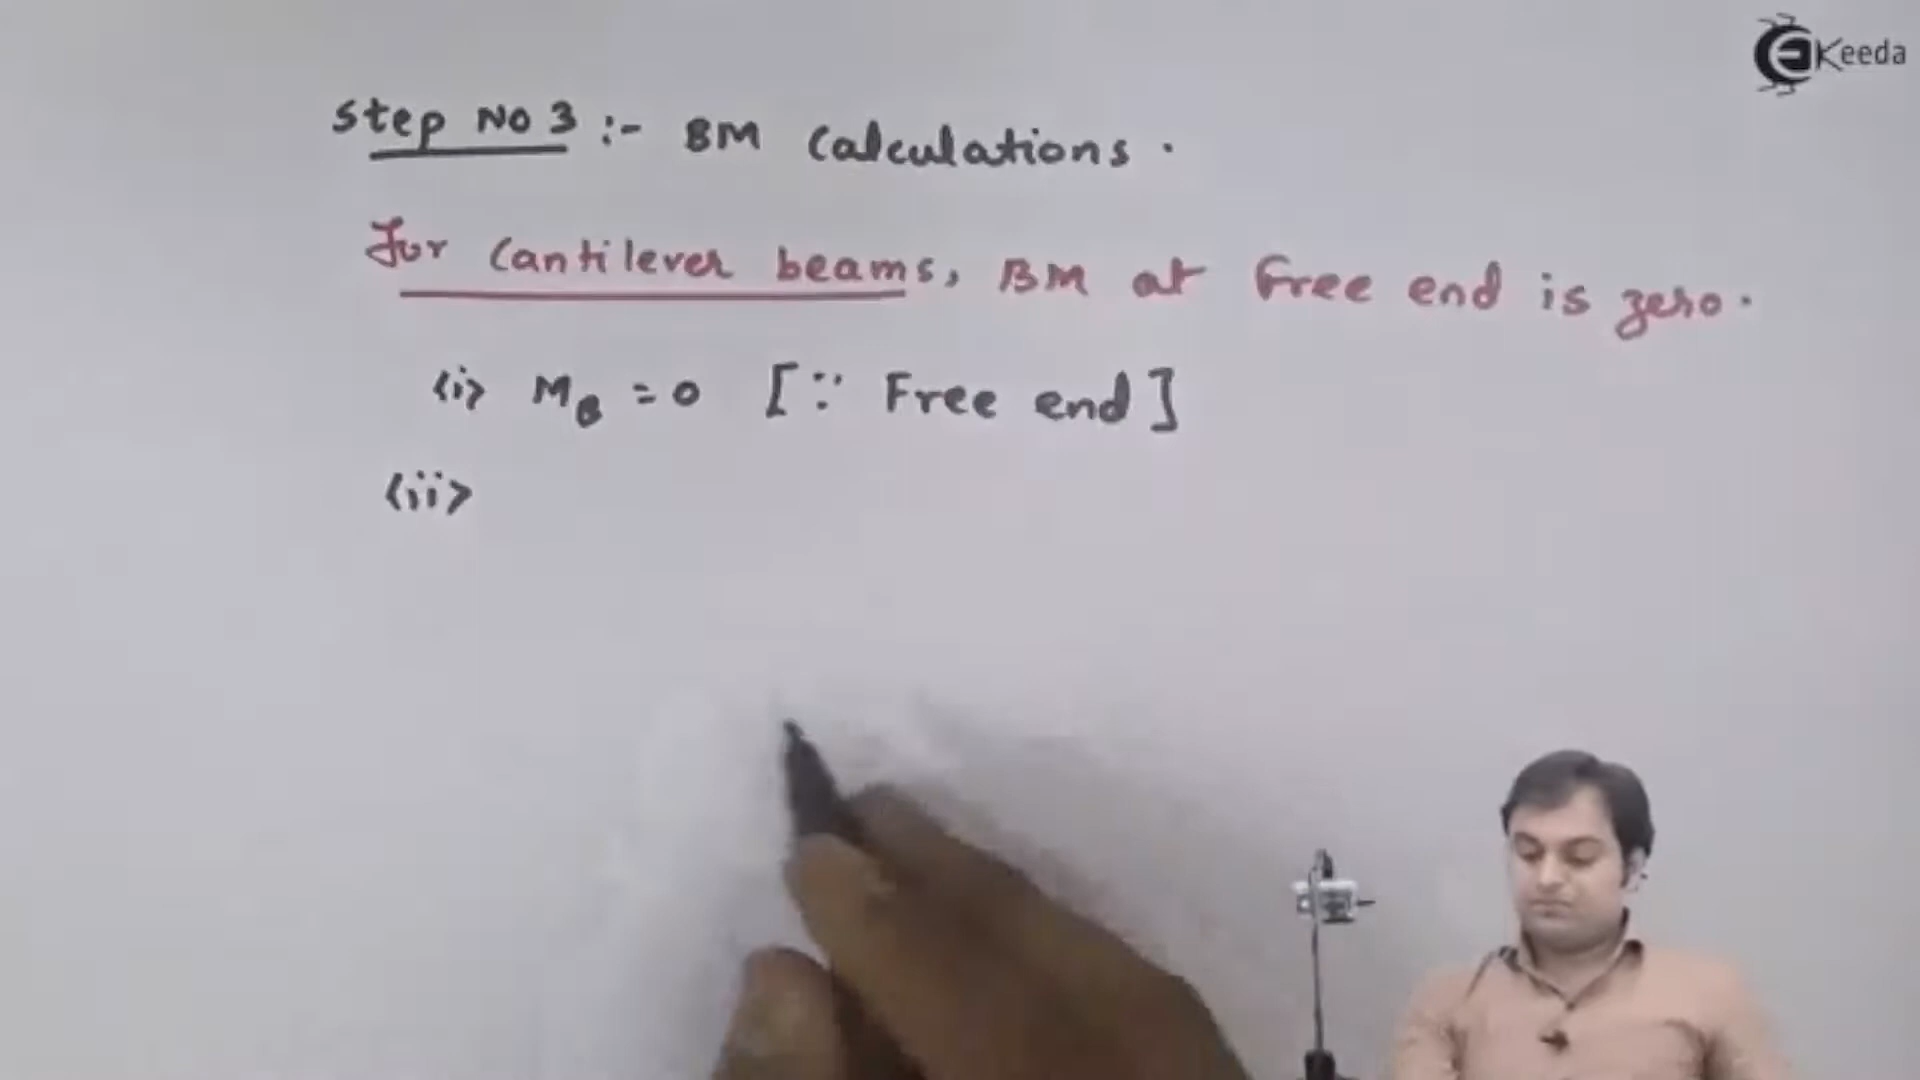 EKeeda
Step No 3 :- BM Calculations.
For Cantilever beams, BM at Free end is zero.
<i> M_B = 0 [∵ Free end]
<ii>